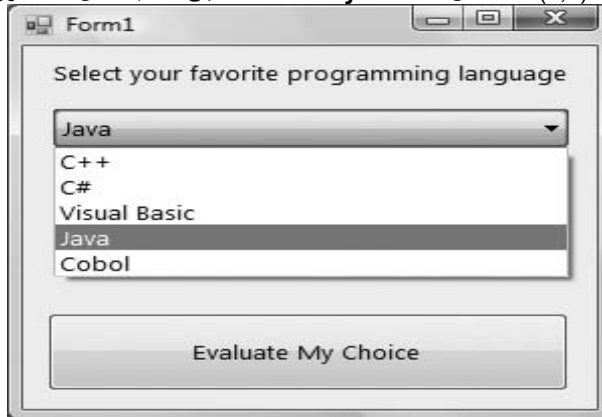 Form1
Select your favorite programming language
Java
C++
C#
Visual Basic
Java
Cobol
Evaluate My Choice